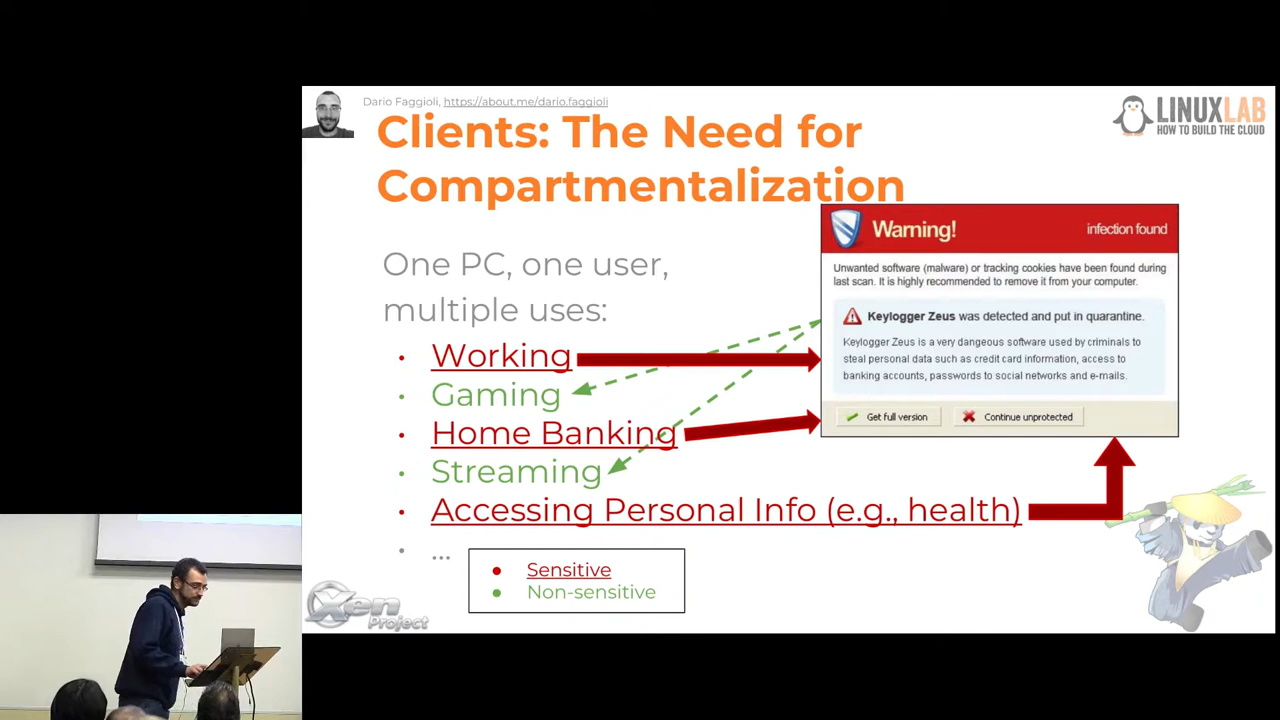 Dario Faggioli, https://about.me/dario.faggioli
LINUXLAB
HOW TO BUILD THE CLOUD
Clients: The Need for
Compartmentalization
Warning!
infection found
Unwanted software (malware) or tracking cookies have been found during
last scan. It is highly recommended to remove it from your computer.
Keylogger Zeus was detected and put in quarantine.
Keylogger Zeus is a very dangeous software used by criminals to
steal personal data such as credit card information, access to
banking accounts, passwords to social networks and e-mails.
Get full version
Continue unprotected
One PC, one user,
multiple uses:
• Working
• Gaming
• Home Banking
• Streaming
• Accessing Personal Info (e.g., health)
• ...
● Sensitive
● Non-sensitive
Xen
Project